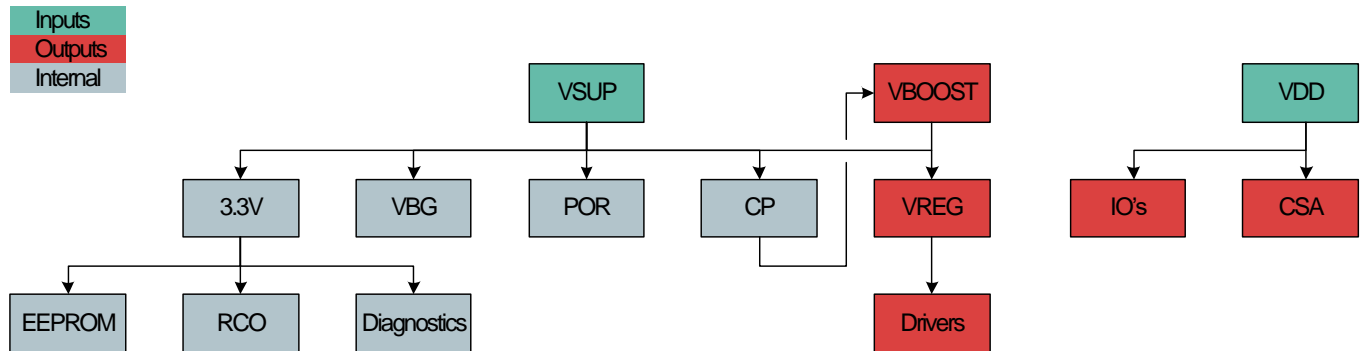 Inputs
Outputs
Internal
VSUP
VBOOST
VDD
3.3V
VBG
POR
CP
VREG
IO's
CSA
EEPROM
RCO
Diagnostics
Drivers